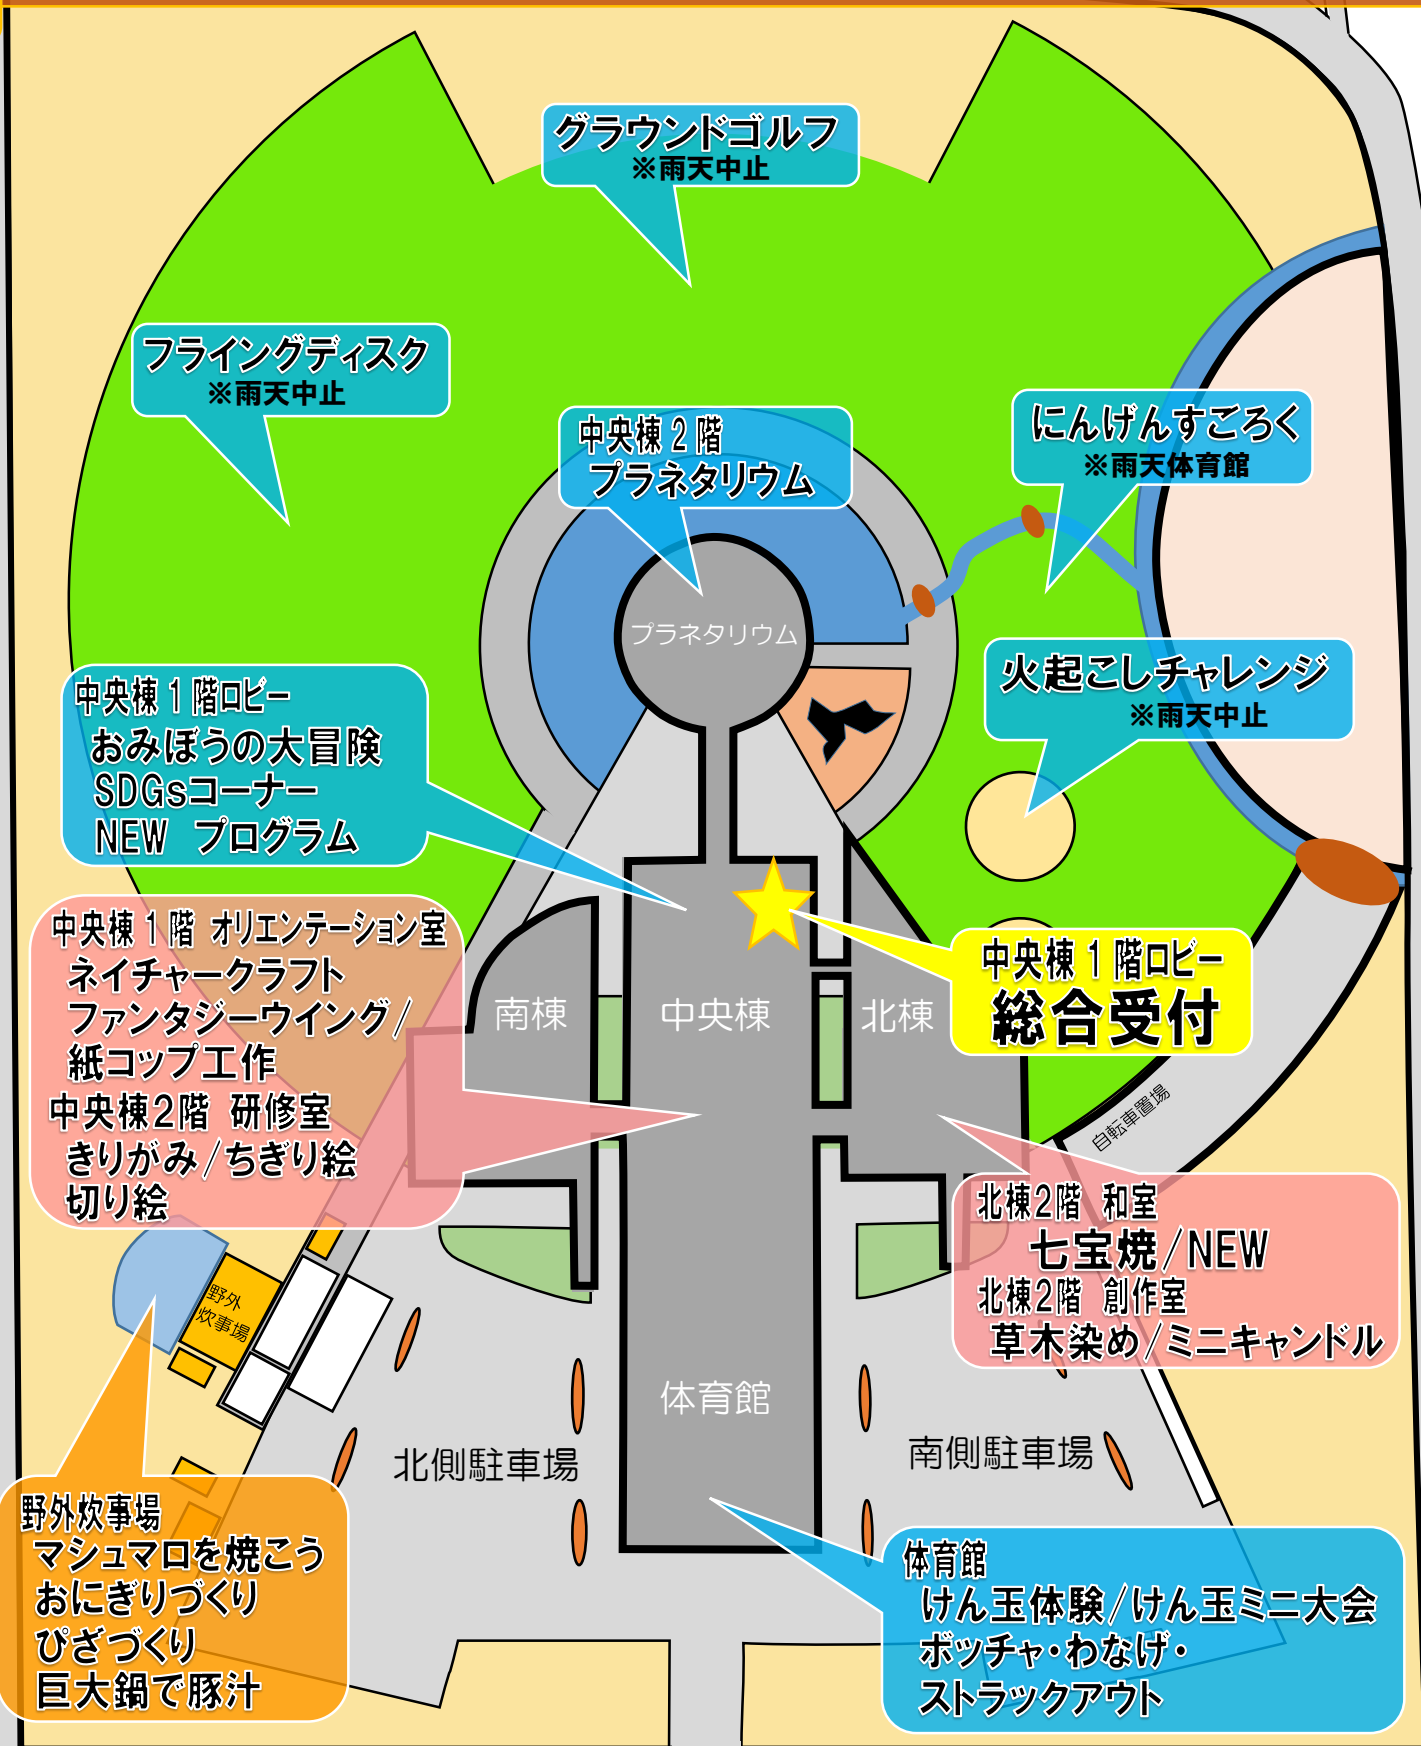 グラウンドゴルフ
※雨天中止
フライングディスク
※雨天中止
中央棟２階
プラネタリウム
にんげんすごろく
※雨天体育館
プラネタリウム
火起こしチャレンジ
※雨天中止
中央棟１階ロビー
おみぼうの大冒険
SDGsコーナー
NEW　プログラム
中央棟１階 オリエンテーション室
ネイチャークラフト
ファンタジーウイング/
紙コップ工作
中央棟2階 研修室
きりがみ/ちぎり絵
切り絵
南棟
中央棟
北棟
中央棟１階ロビー
総合受付
自転車置場
北棟2階 和室
七宝焼/NEW
北棟2階 創作室
草木染め/ミニキャンドル
野外
炊事場
体育館
北側駐車場
南側駐車場
野外炊事場
マシュマロを焼こう
おにぎりづくり
ぴざづくり
巨大鍋で豚汁
体育館
けん玉体験/けん玉ミニ大会
ボッチャ・わなげ・
ストラックアウト